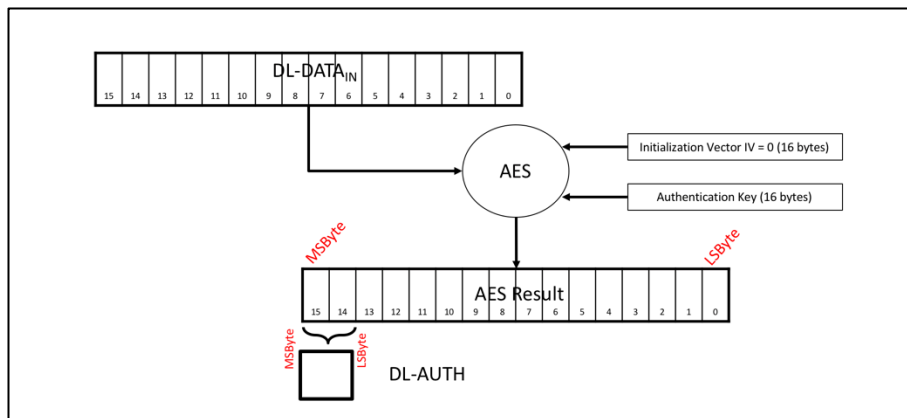 DL-DATAIN
15 14 13 12 11 10 9 8 7 6 5 4 3 2 1 0
Initialization Vector IV = 0 (16 bytes)
AES
Authentication Key (16 bytes)
MSByte
LSByte
AES Result
15 14 13 12 11 10 9 8 7 6 5 4 3 2 1 0
MSByte
LSByte
DL-AUTH